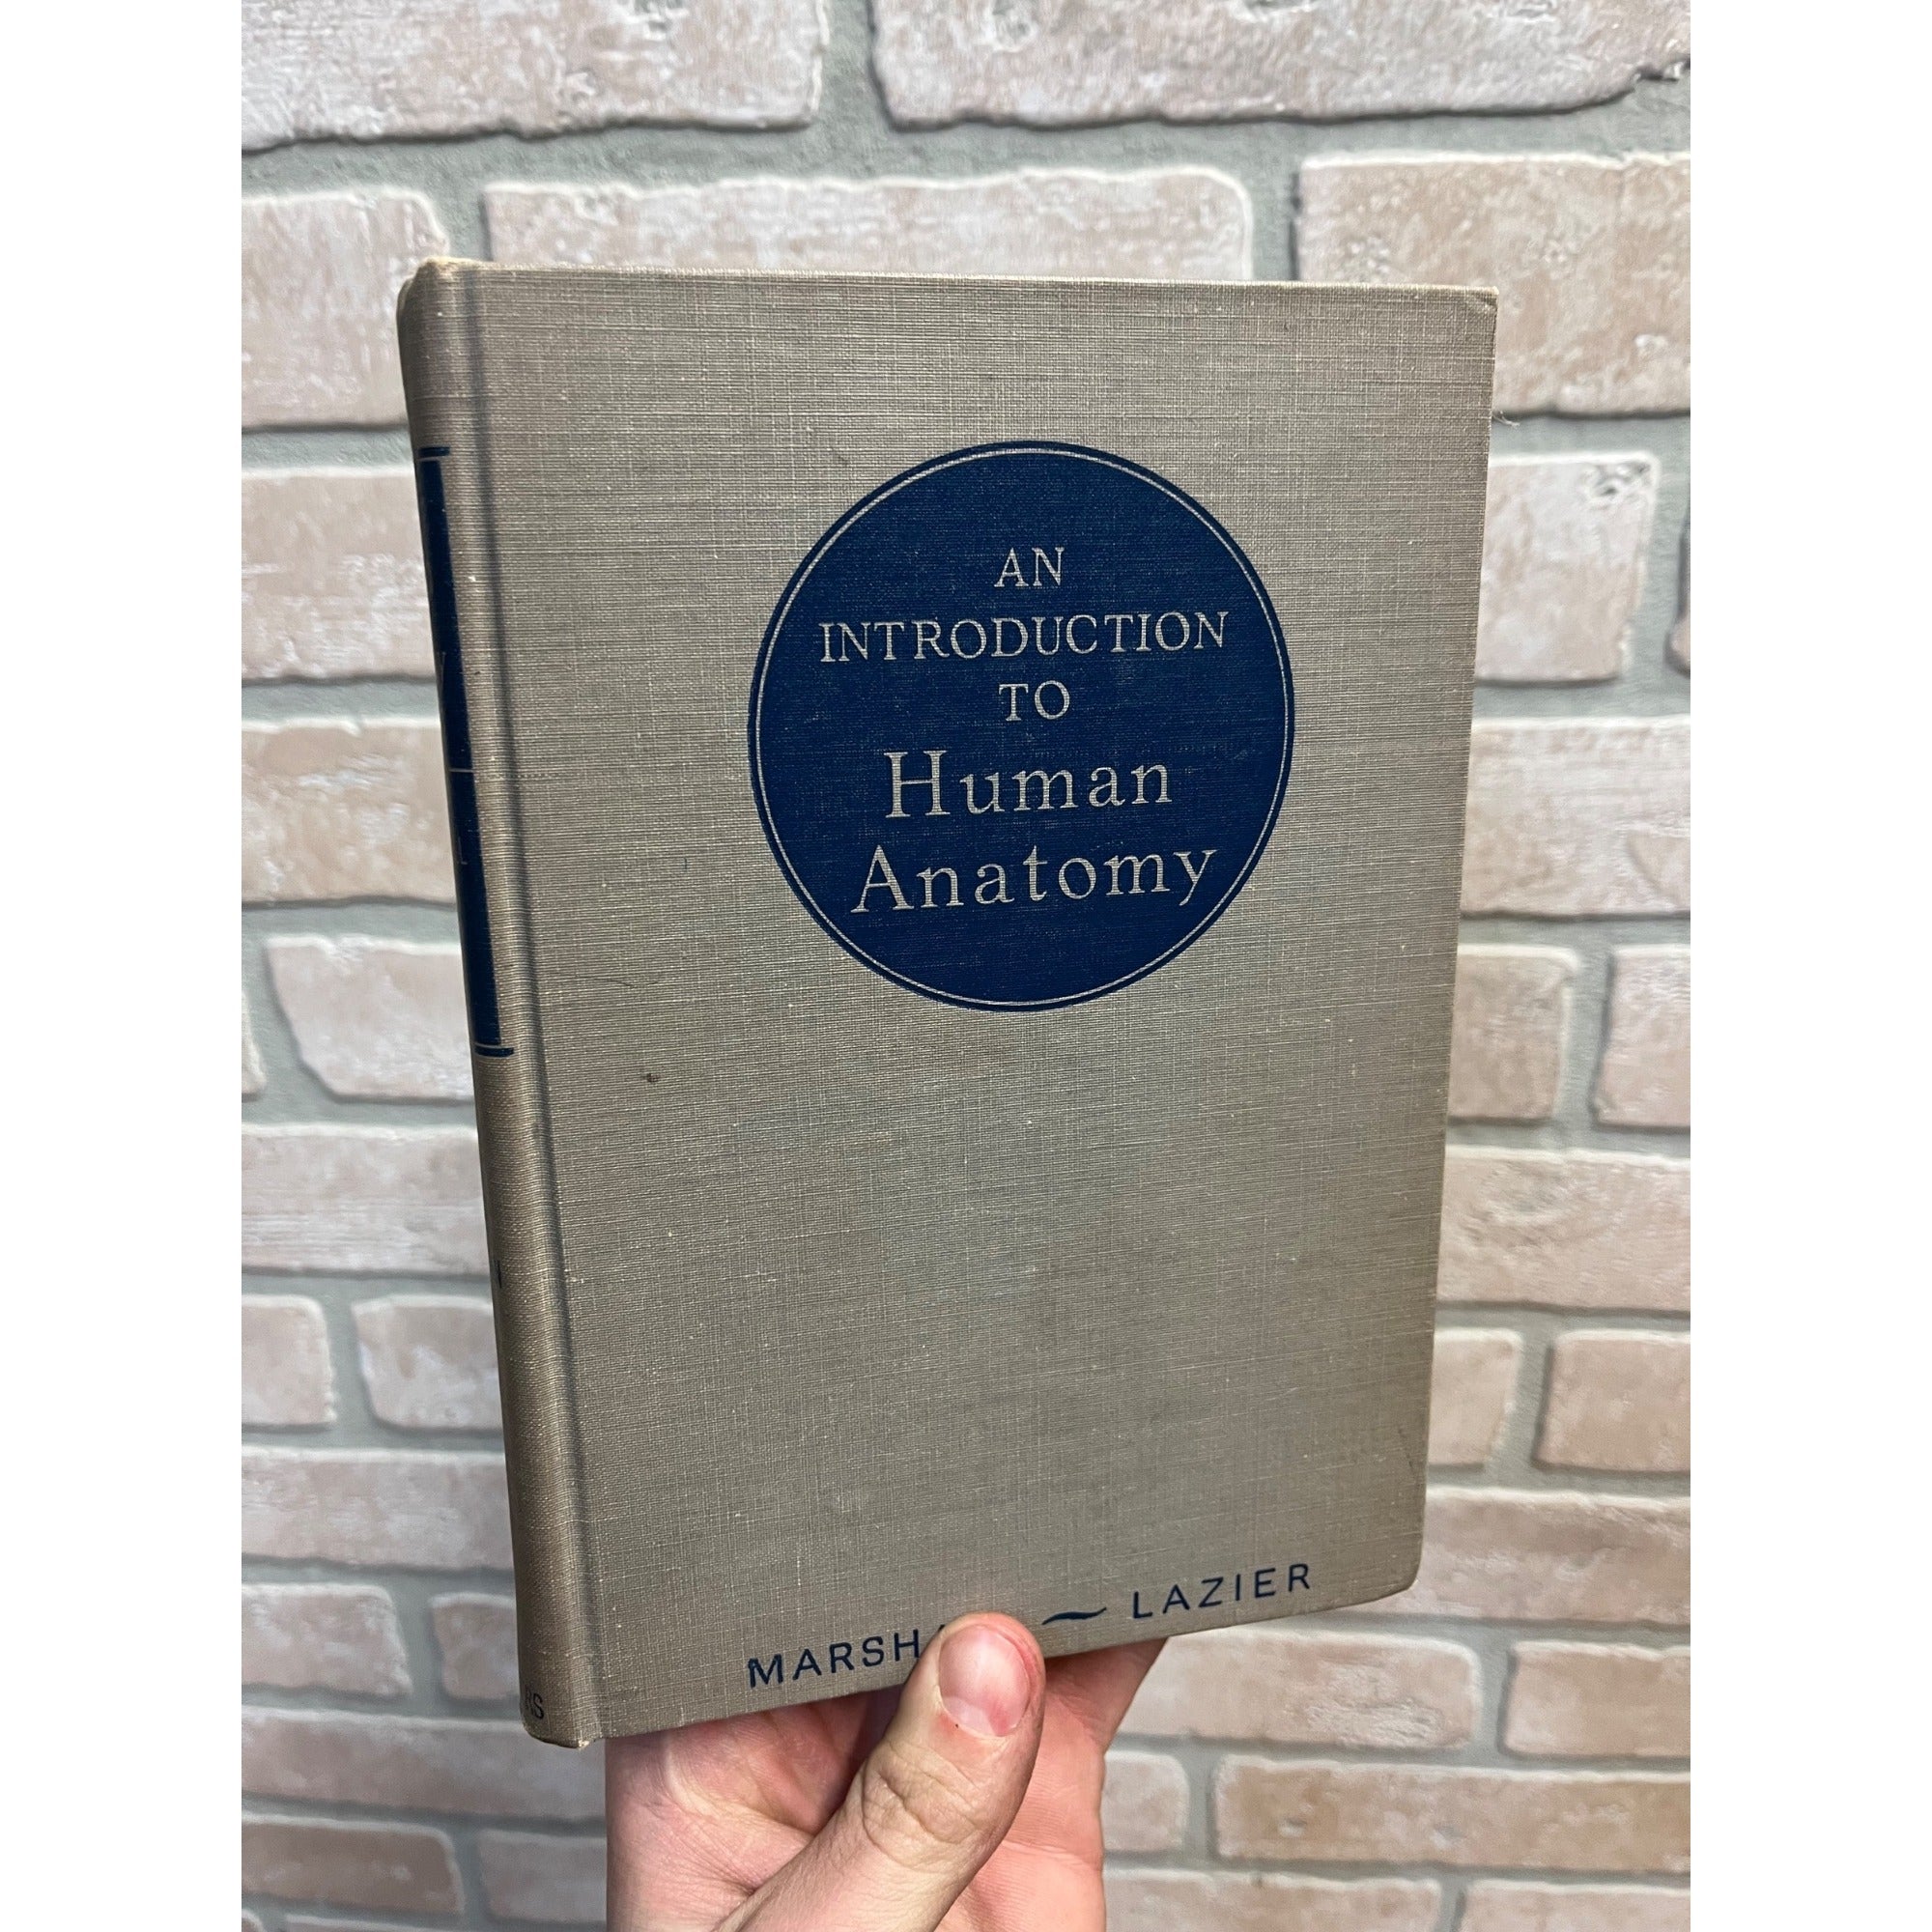 AN
INTRODUCTION
TO
Human
Anatomy
LAZIER